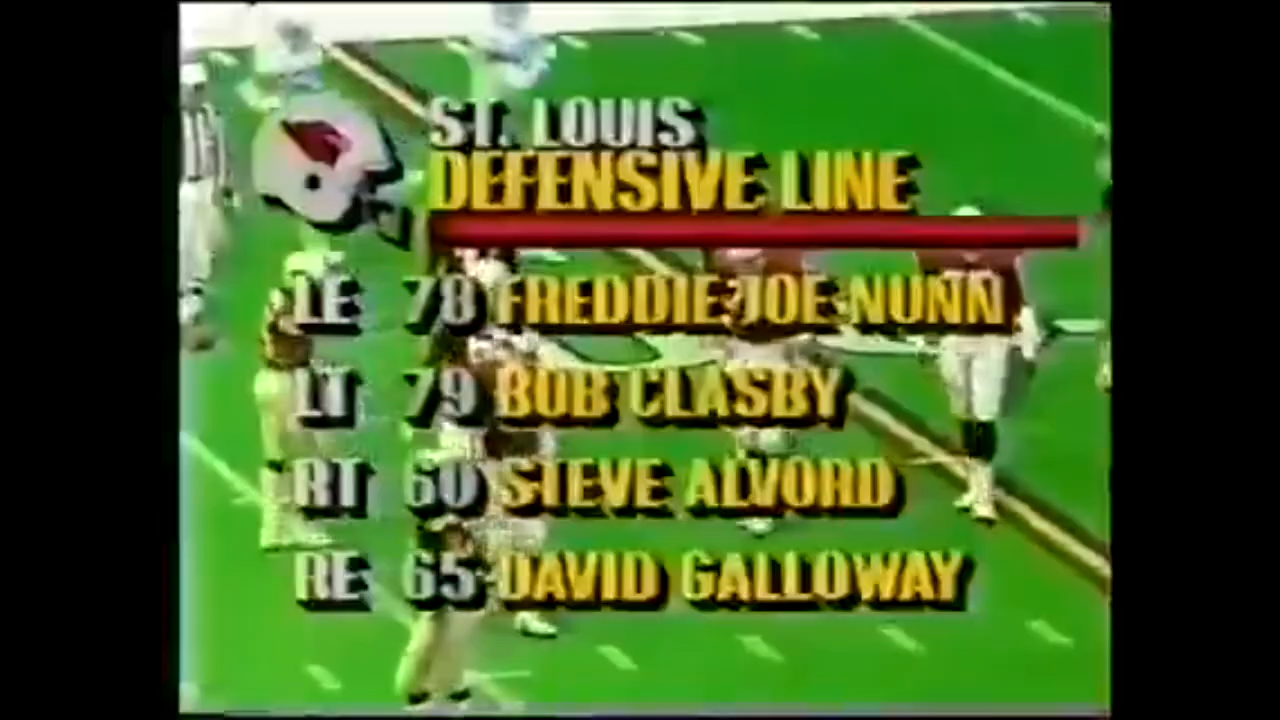 ST. LOUIS
DEFENSIVE LINE
LE 78 FREDDIE JOE NUNN
LT 79 BOB CLASBY
RT 60 STEVE ALVORD
RE 65 DAVID GALLOWAY